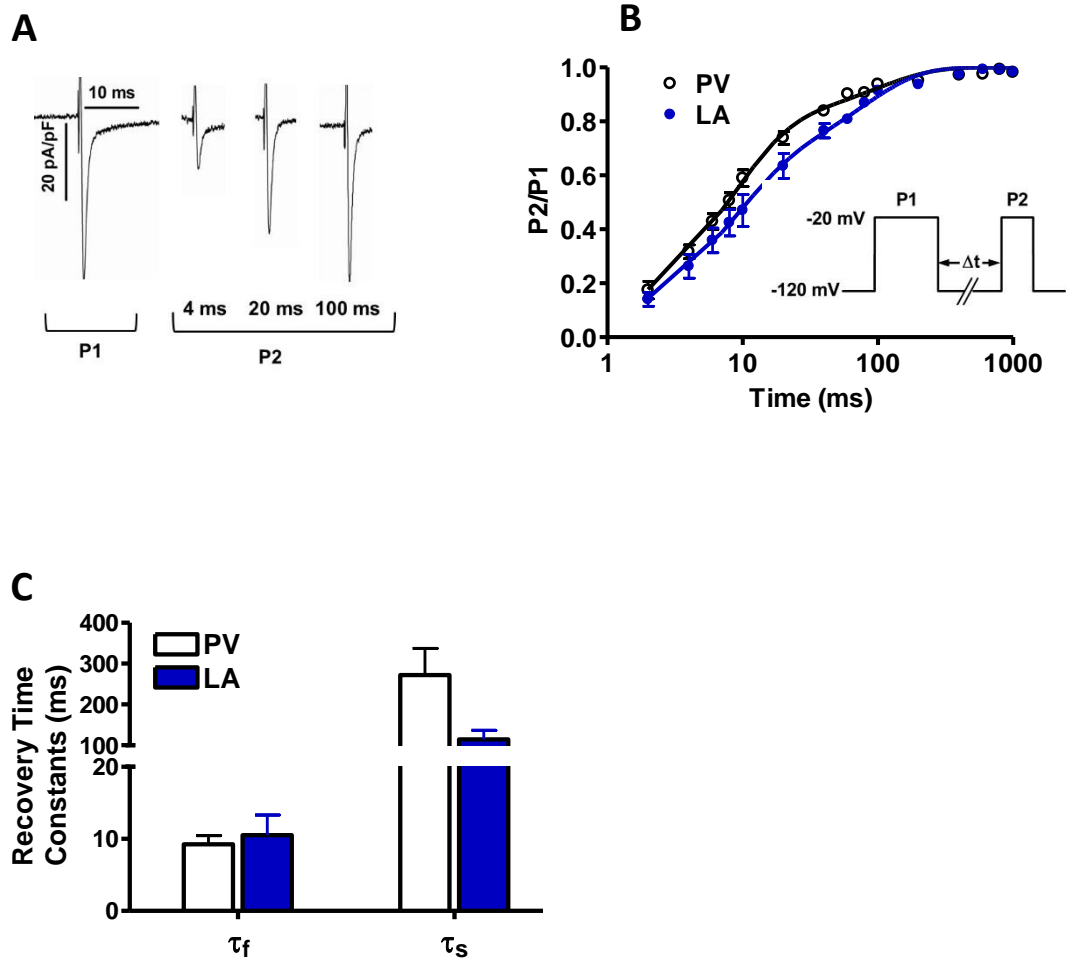 A
10 ms
20 pA/pF
4 ms 20 ms 100 ms
P1
P2
B
PV
LA
P2/P1
1.0
0.8
0.6
0.4
0.2
0.0
1 10 100 1000
Time (ms)
P1 P2
-20 mV
Δt
-120 mV
C
PV
LA
Recovery Time
Constants (ms)
400
300
200
100
20
10
0
τf τs